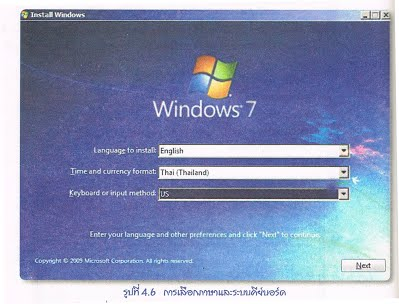 Install Windows
Windows 7
Language to install: English
Time and currency format: Thai (Thailand)
Keyboard or input method: US
Enter your language and other preferences and click "Next" to continue.
Copyright © 2009 Microsoft Corporation. All rights reserved.
Next
รูปที่ 4.6 การเลือกภาษาและระบบคีย์บอร์ด